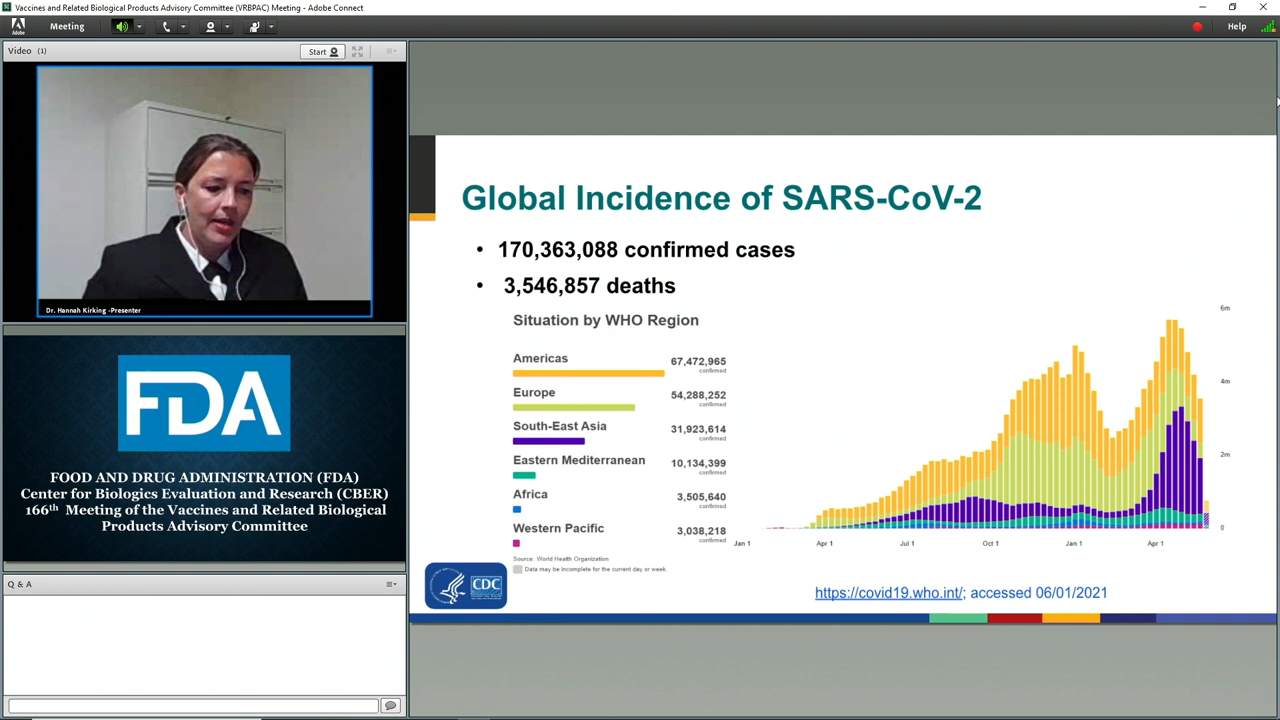 Vaccines and Related Biological Products Advisory Committee (VRBPAC) Meeting - Adobe Connect
Adobe
Meeting
Help
Video (1)
Start
Dr. Hannah Kirking -Presenter
FDA
FOOD AND DRUG ADMINISTRATION (FDA)
Center for Biologics Evaluation and Research (CBER)
166th Meeting of the Vaccines and Related Biological
Products Advisory Committee
Q & A
Global Incidence of SARS-CoV-2
• 170,363,088 confirmed cases
• 3,546,857 deaths
Situation by WHO Region
Americas 67,472,965
confirmed
Europe 54,288,252
confirmed
South-East Asia 31,923,614
confirmed
Eastern Mediterranean 10,134,399
confirmed
Africa 3,505,640
confirmed
Western Pacific 3,038,218
confirmed
Source: World Health Organization
Data may be incomplete for the current day or week.
6m
4m
2m
0
Jan 1 Apr 1 Jul 1 Oct 1 Jan 1 Apr 1
CDC
https://covid19.who.int/; accessed 06/01/2021